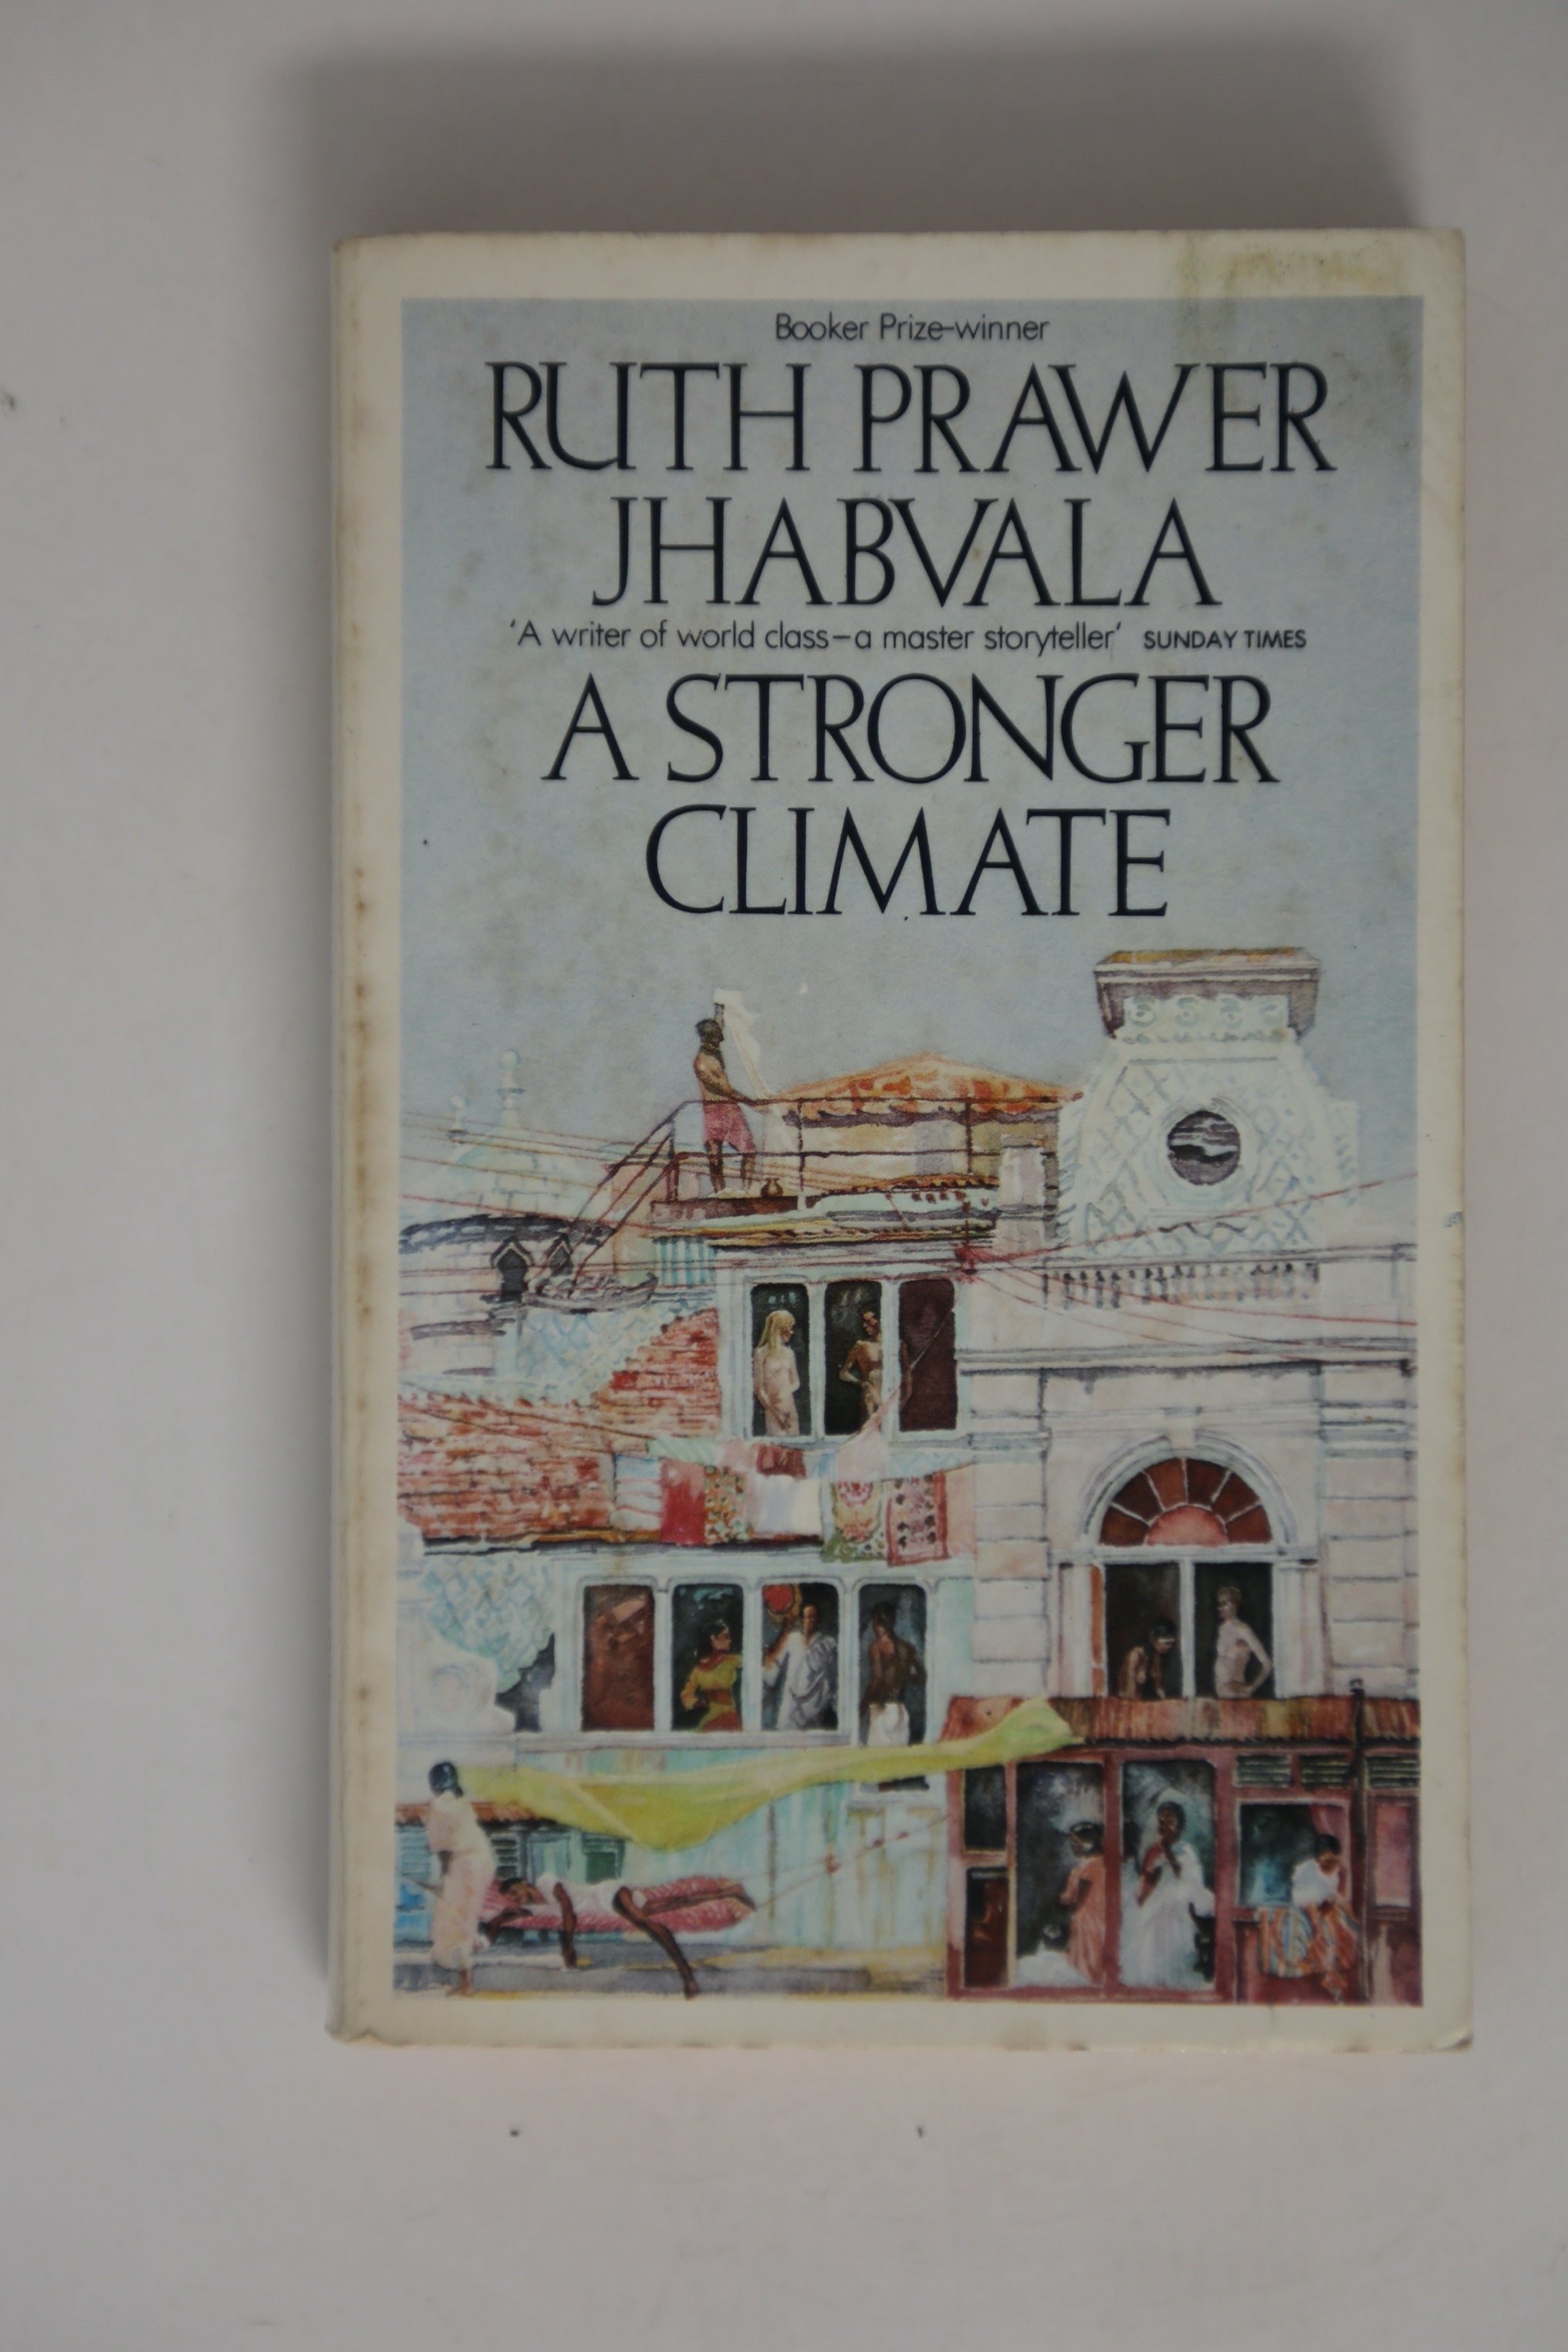 Booker Prize-winner
RUTH PRAWER
JHABVALA
'A writer of world class—a master storyteller' SUNDAY TIMES
A STRONGER
CLIMATE